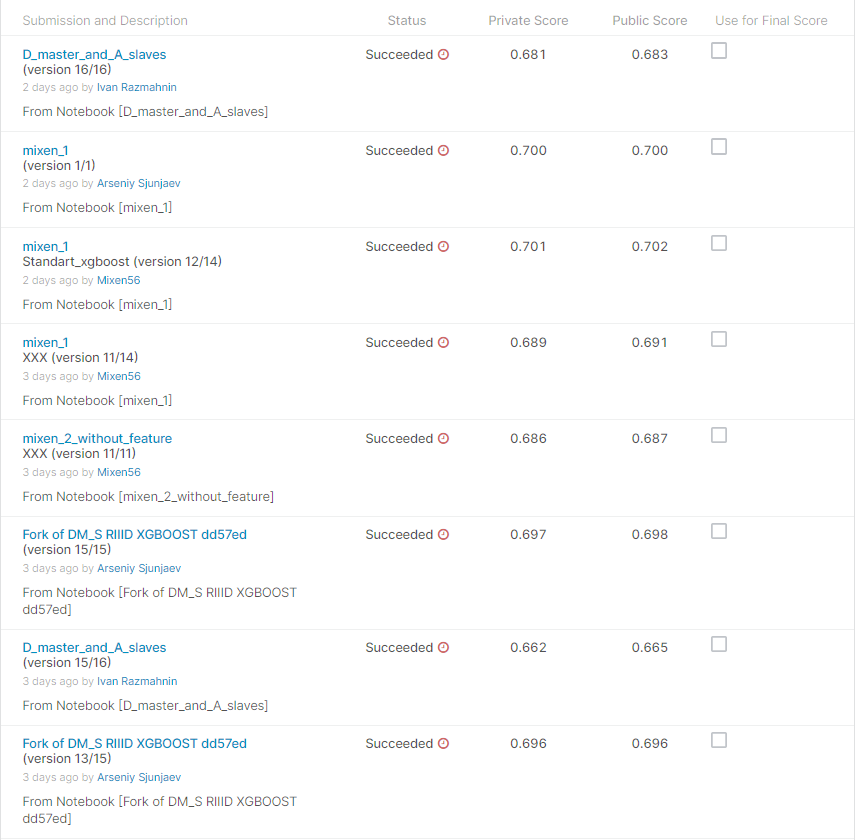 Submission and Description Status Private Score Public Score Use for Final Score
D_master_and_A_slaves Succeeded 0.681 0.683
(version 16/16)
2 days ago by Ivan Razmahnin
From Notebook [D_master_and_A_slaves]
mixen_1 Succeeded 0.700 0.700
(version 1/1)
2 days ago by Arseniy Sjunjaev
From Notebook [mixen_1]
mixen_1 Succeeded 0.701 0.702
Standart_xgboost (version 12/14)
2 days ago by Mixen56
From Notebook [mixen_1]
mixen_1 Succeeded 0.689 0.691
XXX (version 11/14)
3 days ago by Mixen56
From Notebook [mixen_1]
mixen_2_without_feature Succeeded 0.686 0.687
XXX (version 11/11)
3 days ago by Mixen56
From Notebook [mixen_2_without_feature]
Fork of DM_S RIIID XGBOOST dd57ed Succeeded 0.697 0.698
(version 15/15)
3 days ago by Arseniy Sjunjaev
From Notebook [Fork of DM_S RIIID XGBOOST
dd57ed]
D_master_and_A_slaves Succeeded 0.662 0.665
(version 15/16)
3 days ago by Ivan Razmahnin
From Notebook [D_master_and_A_slaves]
Fork of DM_S RIIID XGBOOST dd57ed Succeeded 0.696 0.696
(version 13/15)
3 days ago by Arseniy Sjunjaev
From Notebook [Fork of DM_S RIIID XGBOOST
dd57ed]